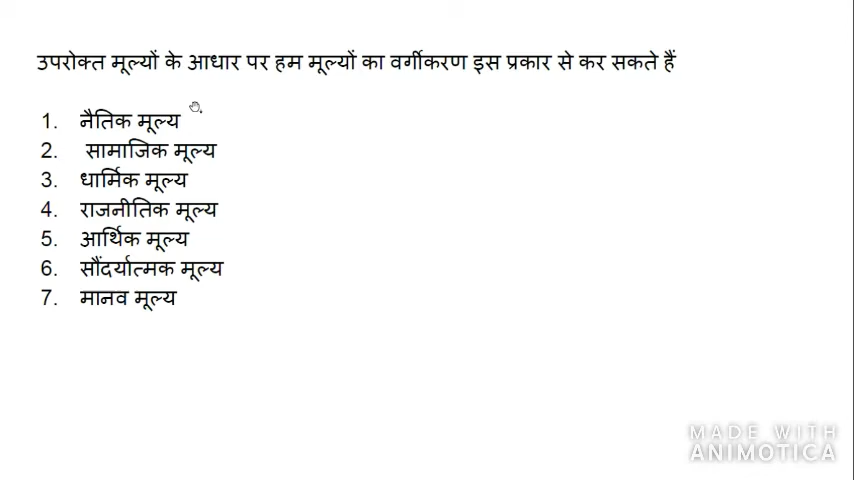 उपरोक्त मूल्यों के आधार पर हम मूल्यों का वर्गीकरण इस प्रकार से कर सकते हैं
1. नैतिक मूल्य
2. सामाजिक मूल्य
3. धार्मिक मूल्य
4. राजनीतिक मूल्य
5. आर्थिक मूल्य
6. सौंदर्यात्मक मूल्य
7. मानव मूल्य
MADE WITH
ANIMOTICA